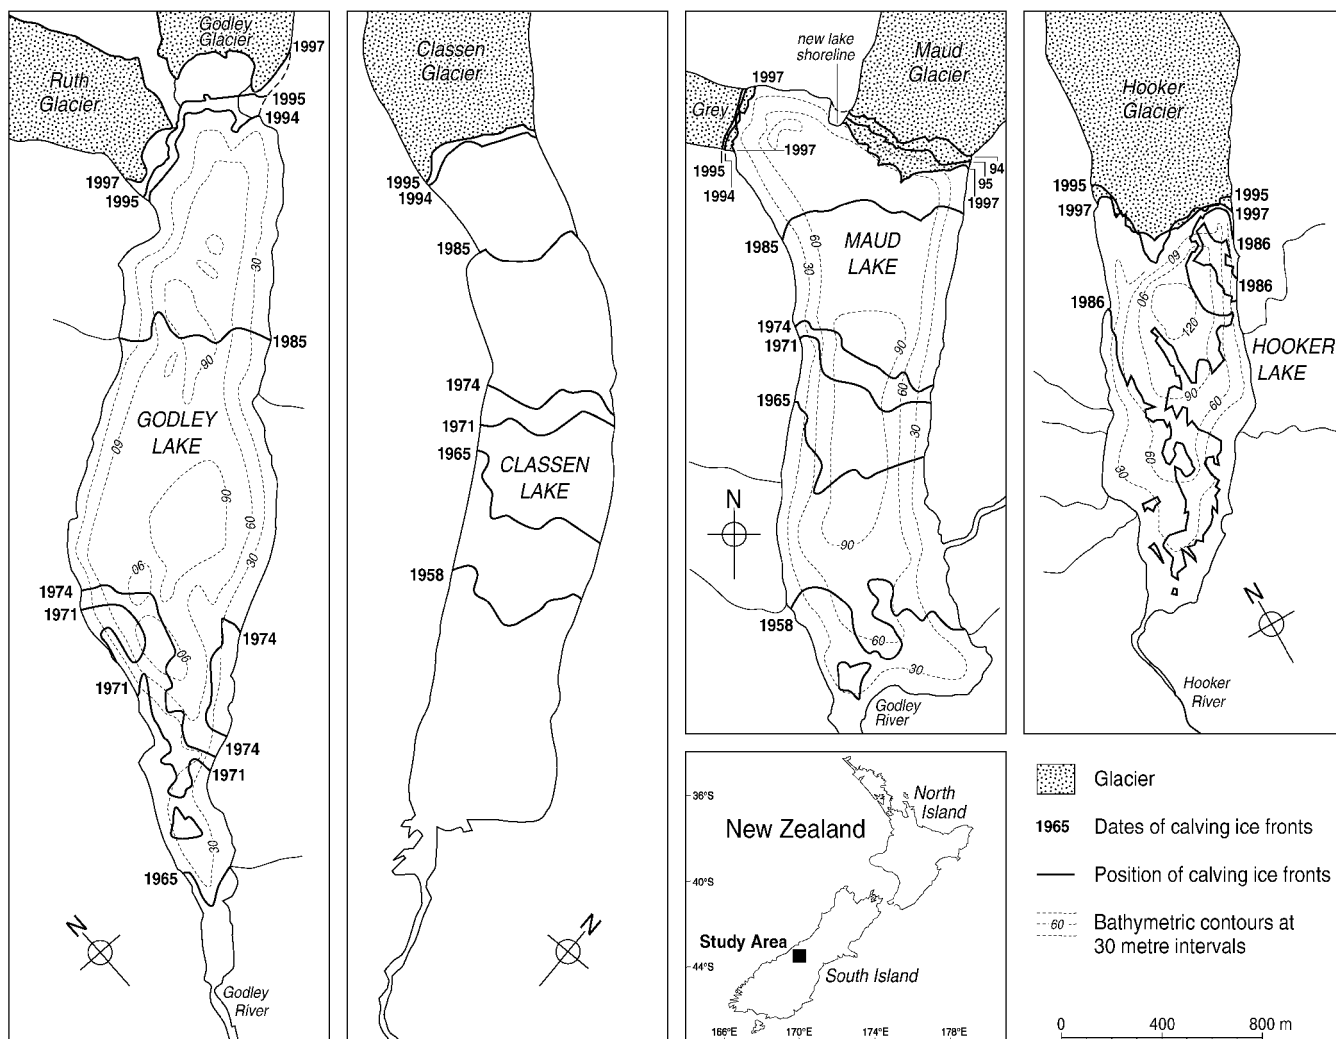 Godley
Glacier
1997
Ruth
Glacier
1995
1994
1997
1995
30
1985
90
GODLEY
LAKE
60
90
60
30
90
1974
1971
1974
90
1971
1974
1971
30
1965
N
Godley
River
Classen
Glacier
1995
1994
1985
1974
1971
1965
CLASSEN
LAKE
1958
N
new lake
shoreline
Maud
Glacier
1997
Grey
1997
1995
1994
94
95
1997
1985
60
30
MAUD
LAKE
1974
1971
90
60
1965
30
N
90
1958
60
30
Godley
River
Hooker
Glacier
1995
1997
1995
1997
1986
60
1986
90
1986
120
HOOKER
LAKE
90
60
60
30
N
Hooker
River
36°S
40°S
44°S
New Zealand
North
Island
Study Area
South Island
166°E
170°E
174°E
178°E
Glacier
1965 Dates of calving ice fronts
Position of calving ice fronts
60 Bathymetric contours at
30 metre intervals
0 400 800 m